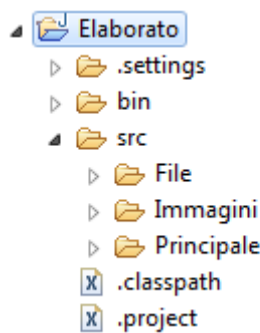 Elaborato
.settings
bin
src
File
Immagini
Principale
.classpath
.project